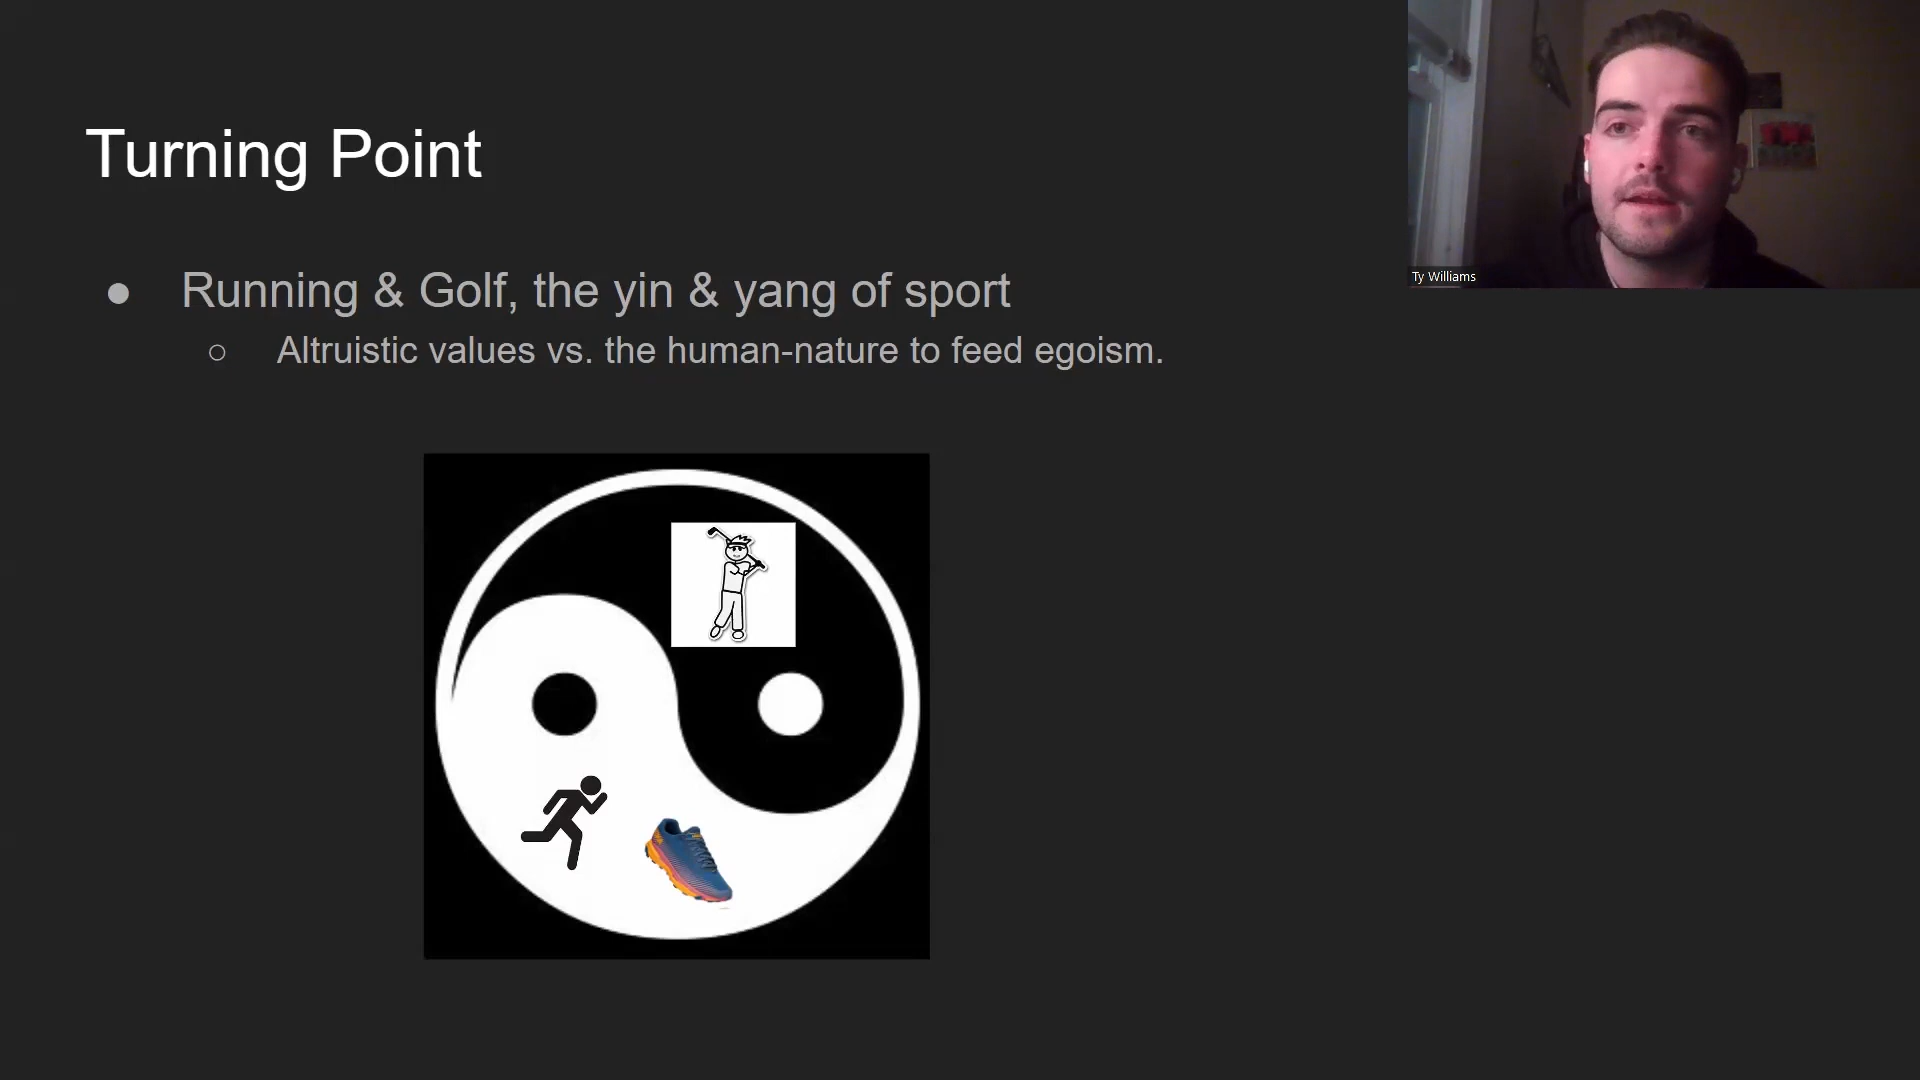 Turning Point
● Running & Golf, the yin & yang of sport
○ Altruistic values vs. the human-nature to feed egoism.
Ty Williams